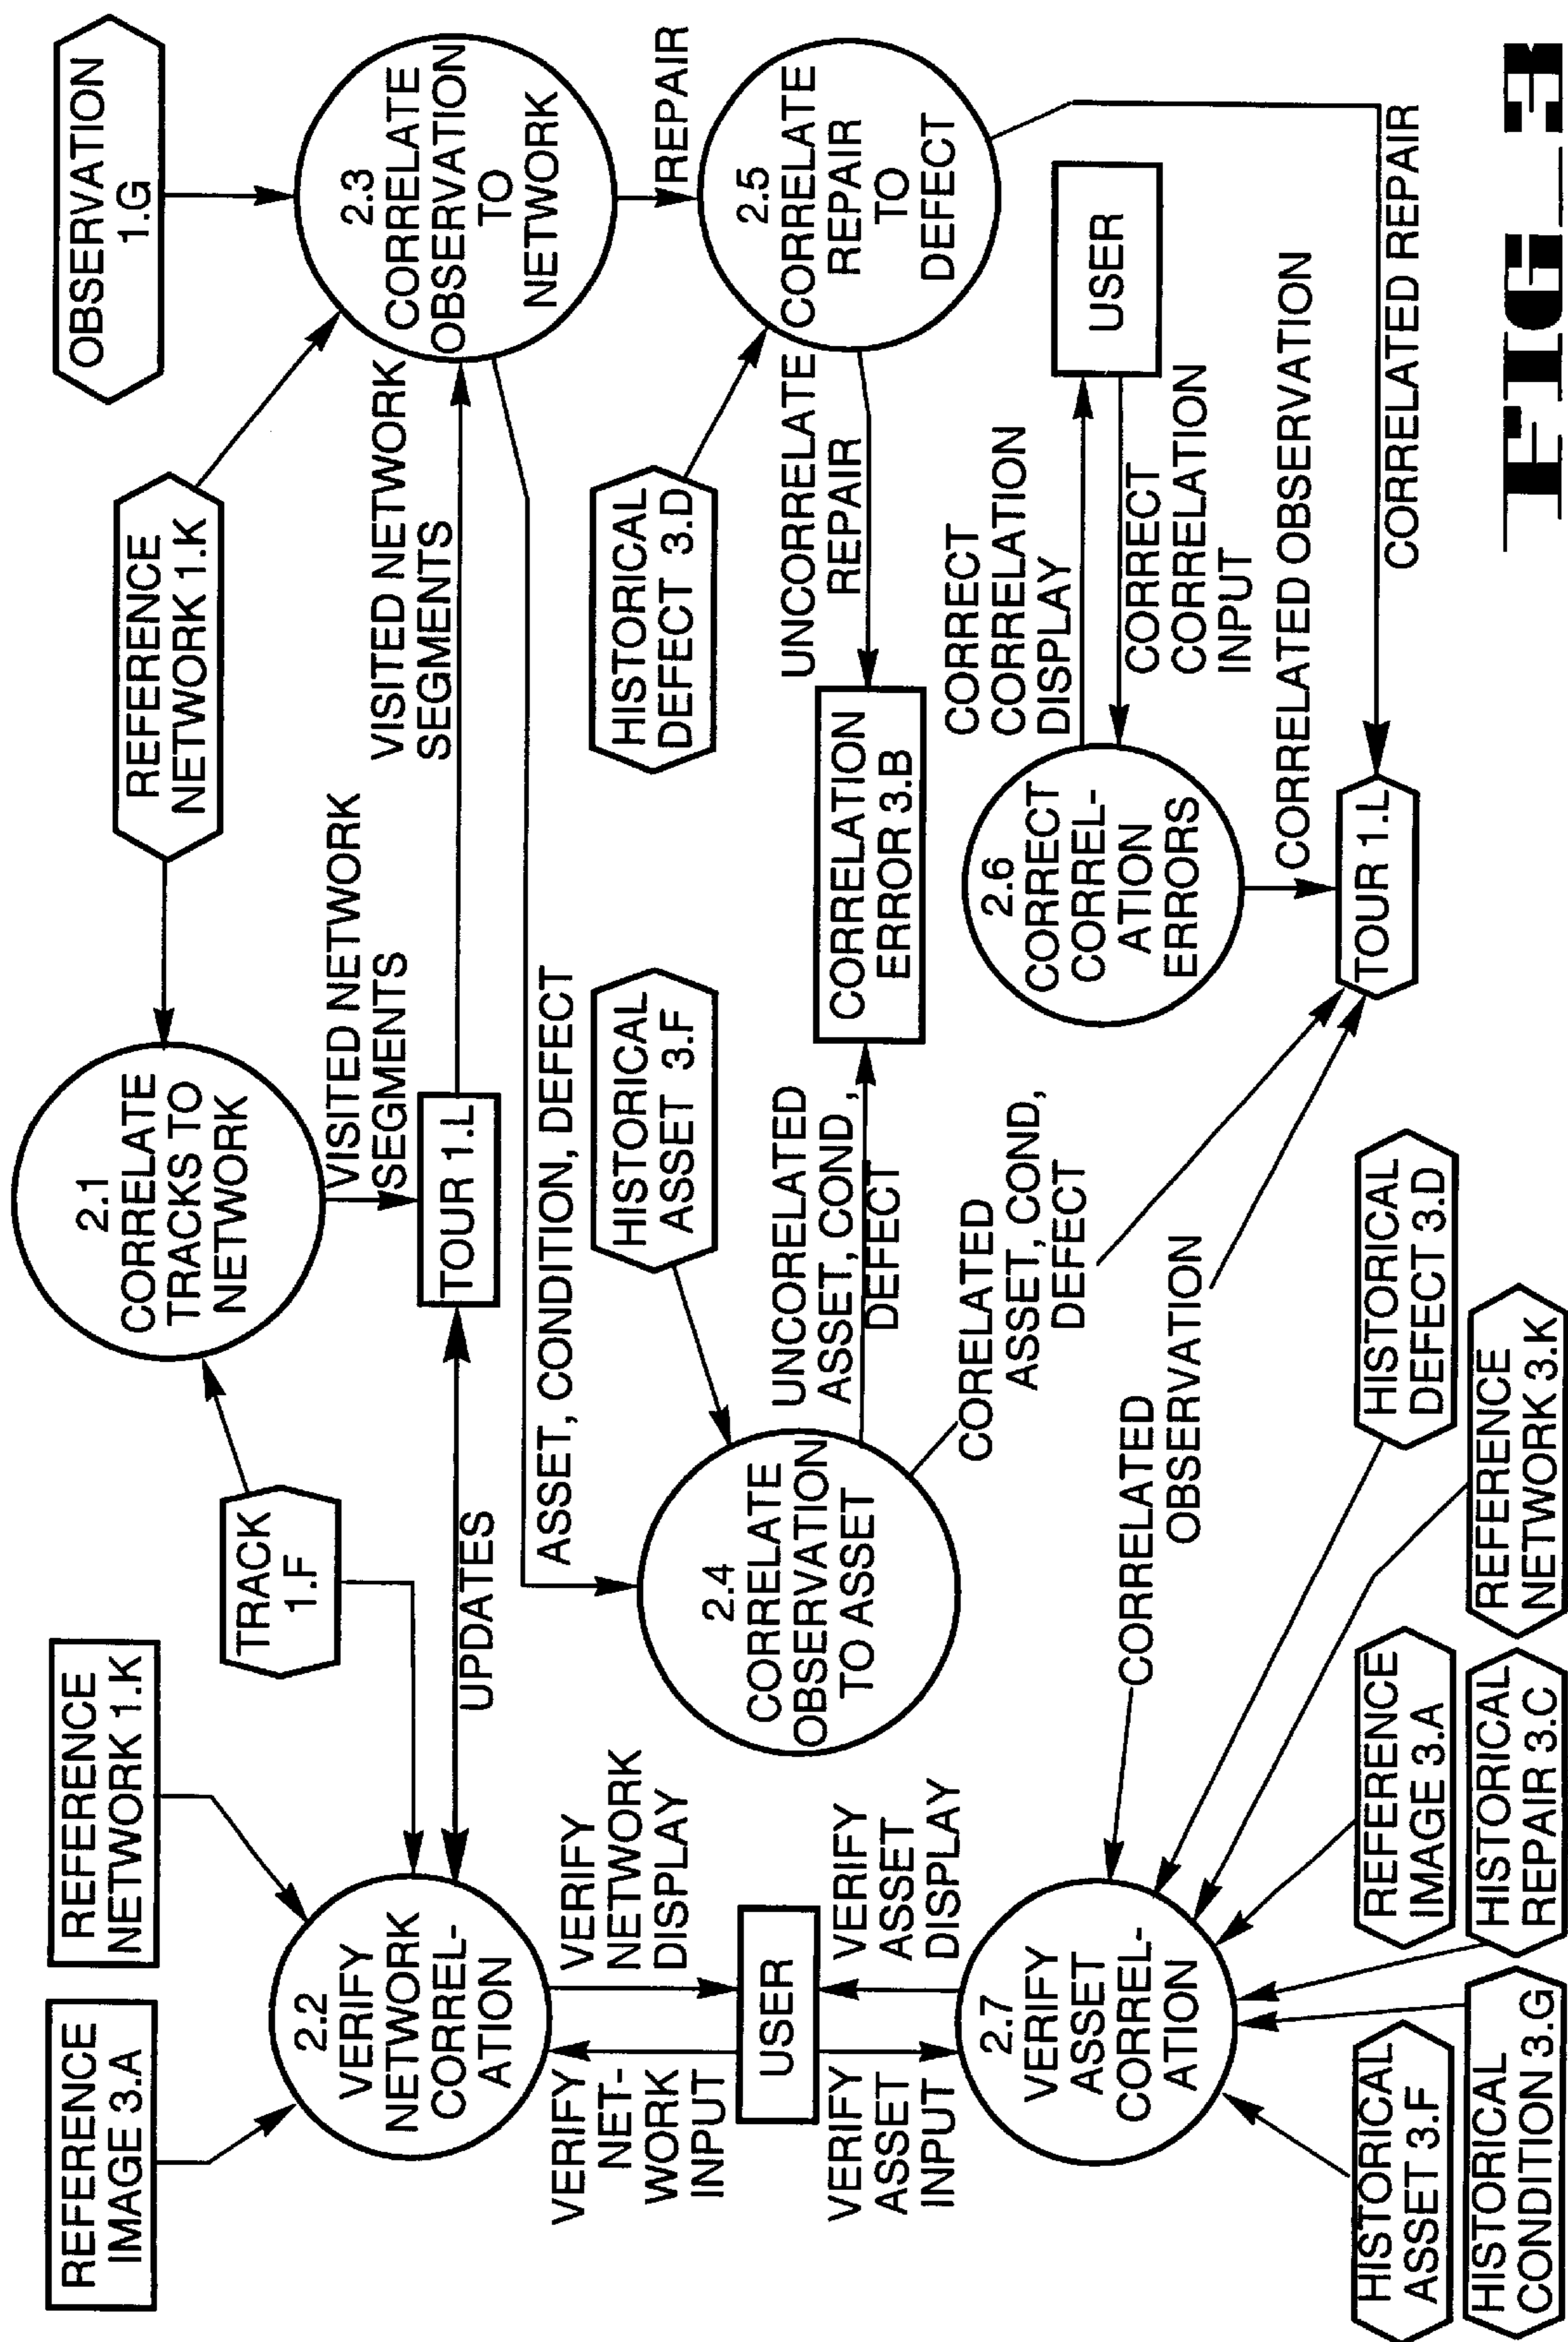 REFERENCE
IMAGE 3.A
REFERENCE
NETWORK 1.K
TRACK
1.F
2.1
CORRELATE
TRACKS TO
NETWORK
REFERENCE
NETWORK 1.K
OBSERVATION
1.G
2.2
VERIFY
NETWORK
CORREL-
ATION
UPDATES
TOUR 1.L
VISITED NETWORK
SEGMENTS
VISITED NETWORK
SEGMENTS
2.3
CORRELATE
OBSERVATION
TO
NETWORK
VERIFY
NET-
WORK
INPUT
VERIFY
NETWORK
DISPLAY
ASSET, CONDITION, DEFECT
REPAIR
USER
2.4
CORRELATE
OBSERVATION
TO ASSET
HISTORICAL
ASSET 3.F
HISTORICAL
DEFECT 3.D
2.5
CORRELATE
REPAIR
TO
DEFECT
VERIFY
ASSET
INPUT
VERIFY
ASSET
DISPLAY
UNCORELATED
ASSET, COND,
DEFECT
CORRELATION
ERROR 3.B
UNCORRELATE
REPAIR
2.7
VERIFY
ASSET
CORREL-
ATION
CORRELATED
OBSERVATION
CORELATED
ASSET, COND,
DEFECT
2.6
CORRECT
CORREL-
ATION
ERRORS
CORRECT
CORRELATION
DISPLAY
CORRECT
CORRELATION
INPUT
USER
CORRELATED OBSERVATION
HISTORICAL
ASSET 3.F
REFERENCE
IMAGE 3.A
HISTORICAL
DEFECT 3.D
TOUR 1.L
CORRELATED REPAIR
HISTORICAL
CONDITION 3.G
HISTORICAL
REPAIR 3.C
REFERENCE
NETWORK 3.K
FIG_3